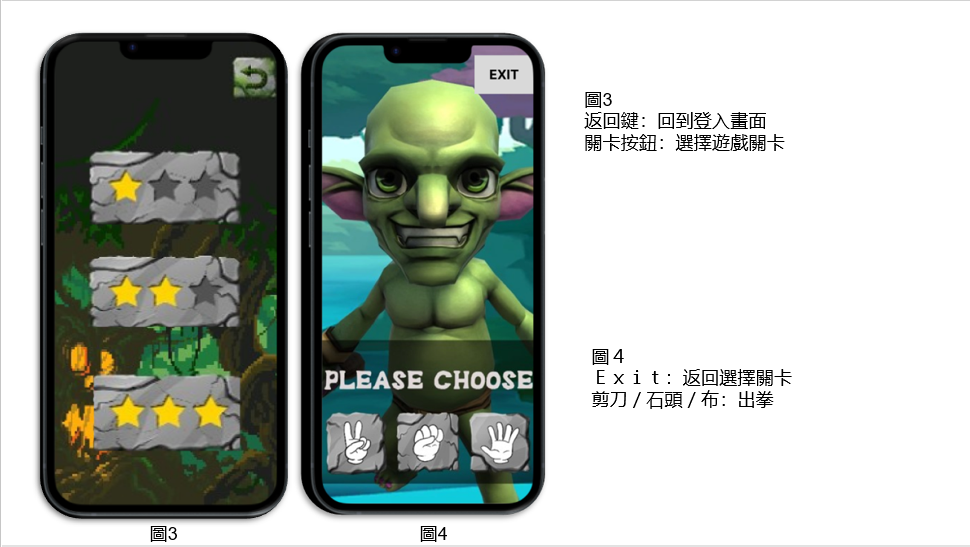 EXIT
PLEASE CHOOSE
圖3
返回鍵：回到登入畫面
關卡按鈕：選擇遊戲關卡
圖４
Ｅｘｉｔ：返回選擇關卡
剪刀／石頭／布：出拳
圖3
圖4